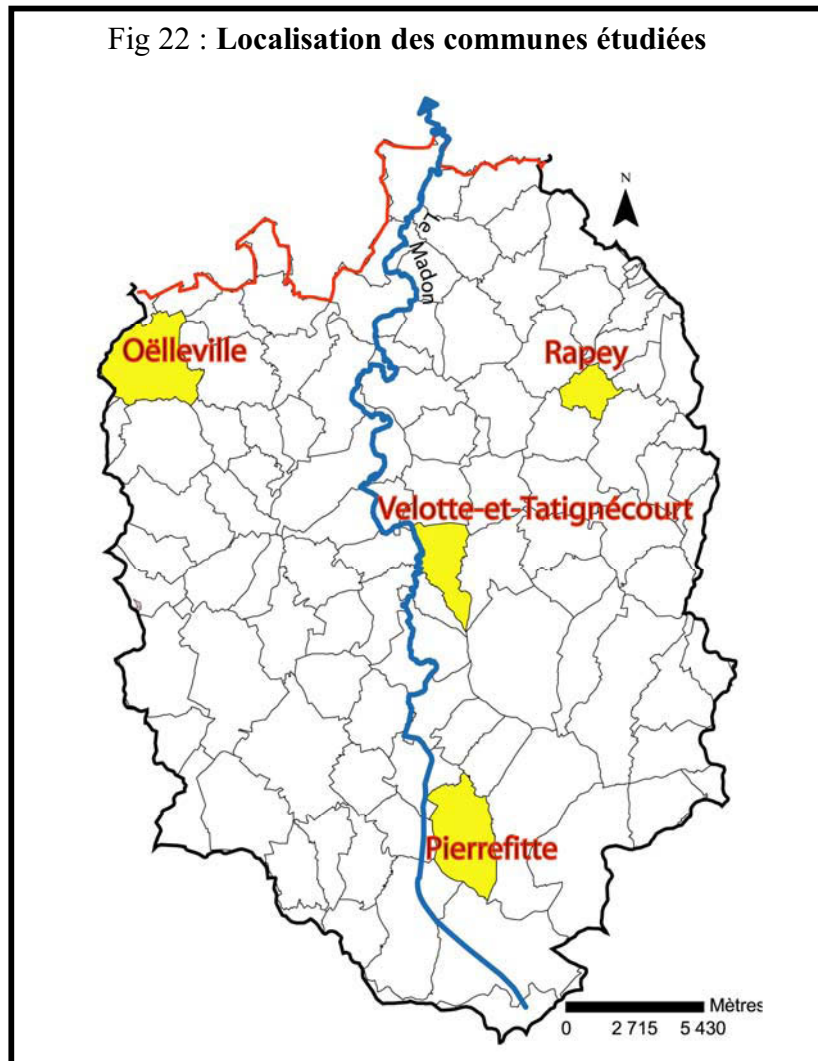 Fig 22 : Localisation des communes étudiées
N
Le Madon
Oëlleville
Rapey
Velotte-et-Tatignécourt
Pierrefitte
Mètres
0 2 715 5 430